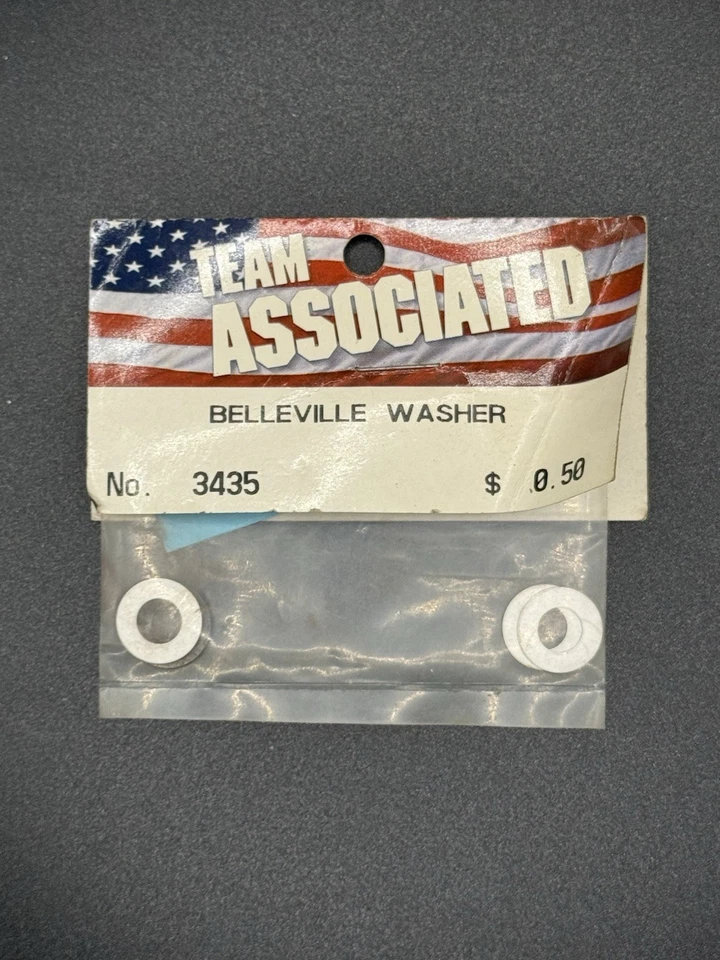 TEAM
ASSOCIATED
BELLEVILLE WASHER
No. 3435 $ 0.50